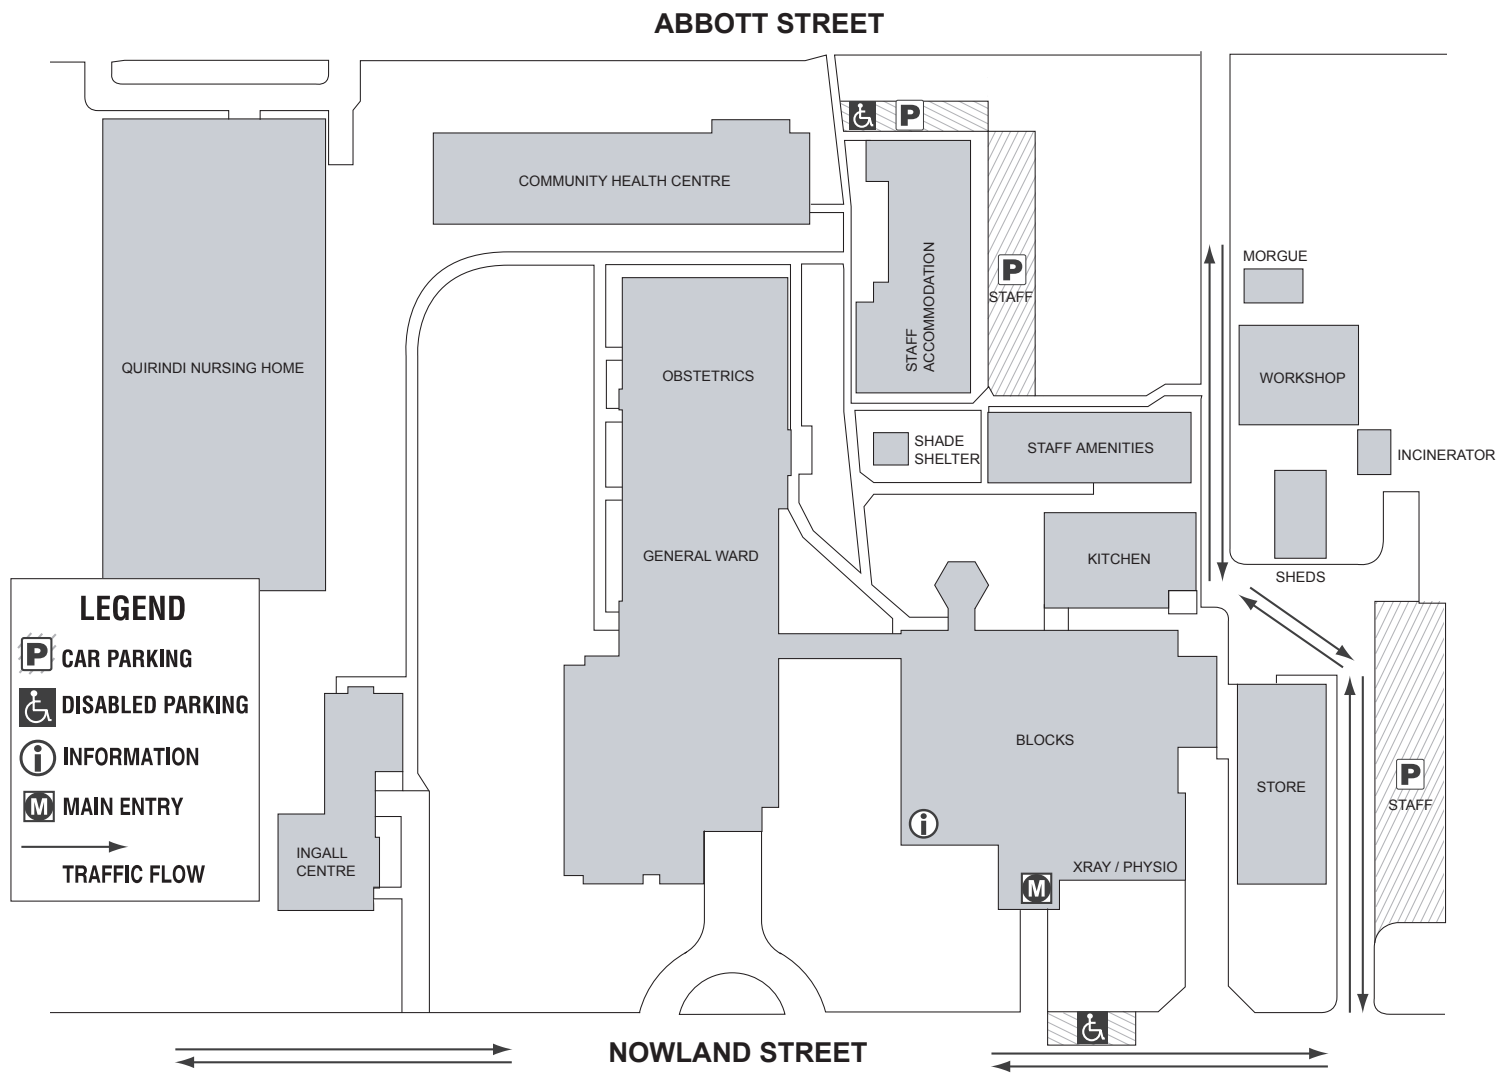 ABBOTT STREET
P
COMMUNITY HEALTH CENTRE
MORGUE
P
STAFF
STAFF
ACCOMMODATION
QUIRINDI NURSING HOME
OBSTETRICS
WORKSHOP
SHADE
SHELTER
STAFF AMENITIES
INCINERATOR
GENERAL WARD
KITCHEN
SHEDS
LEGEND
P CAR PARKING
DISABLED PARKING
i INFORMATION
M MAIN ENTRY
TRAFFIC FLOW
BLOCKS
STORE
P
STAFF
i
INGALL
CENTRE
XRAY / PHYSIO
M
NOWLAND STREET